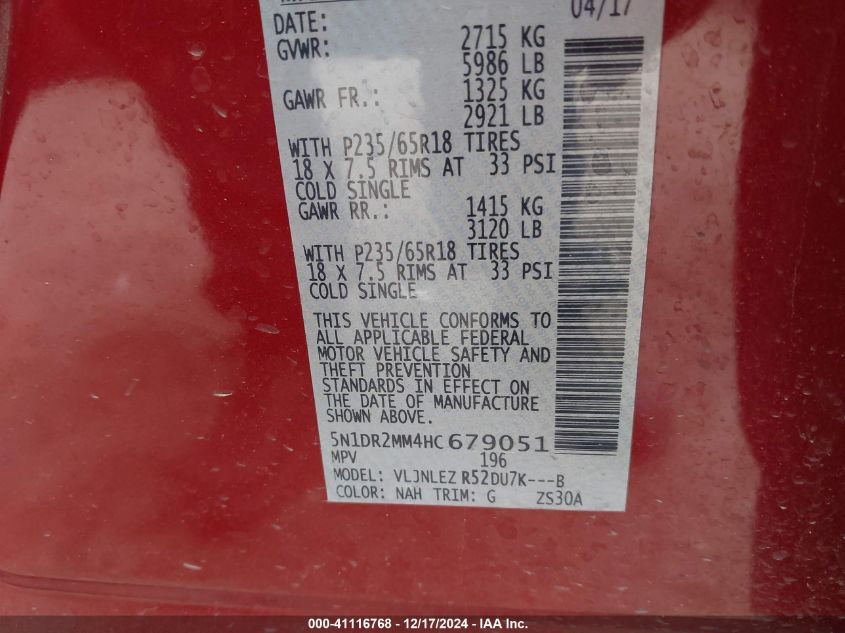 DATE: 04/17
GVWR: 2715 KG
5986 LB
GAWR FR.: 1325 KG
2921 LB
WITH P235/65R18 TIRES
18 X 7.5 RIMS AT 33 PSI
COLD SINGLE
GAWR RR.: 1415 KG
3120 LB
WITH P235/65R18 TIRES
18 X 7.5 RIMS AT 33 PSI
COLD SINGLE
THIS VEHICLE CONFORMS TO
ALL APPLICABLE FEDERAL
MOTOR VEHICLE SAFETY AND
THEFT PREVENTION
STANDARDS IN EFFECT ON
THE DATE OF MANUFACTURE
SHOWN ABOVE.
5N1DR2MM4HC679051
MPV 196
MODEL: VLJNLEZ R52DU7K---B
COLOR: NAH TRIM: G ZS30A
000-41116768 - 12/17/2024 - IAA Inc.